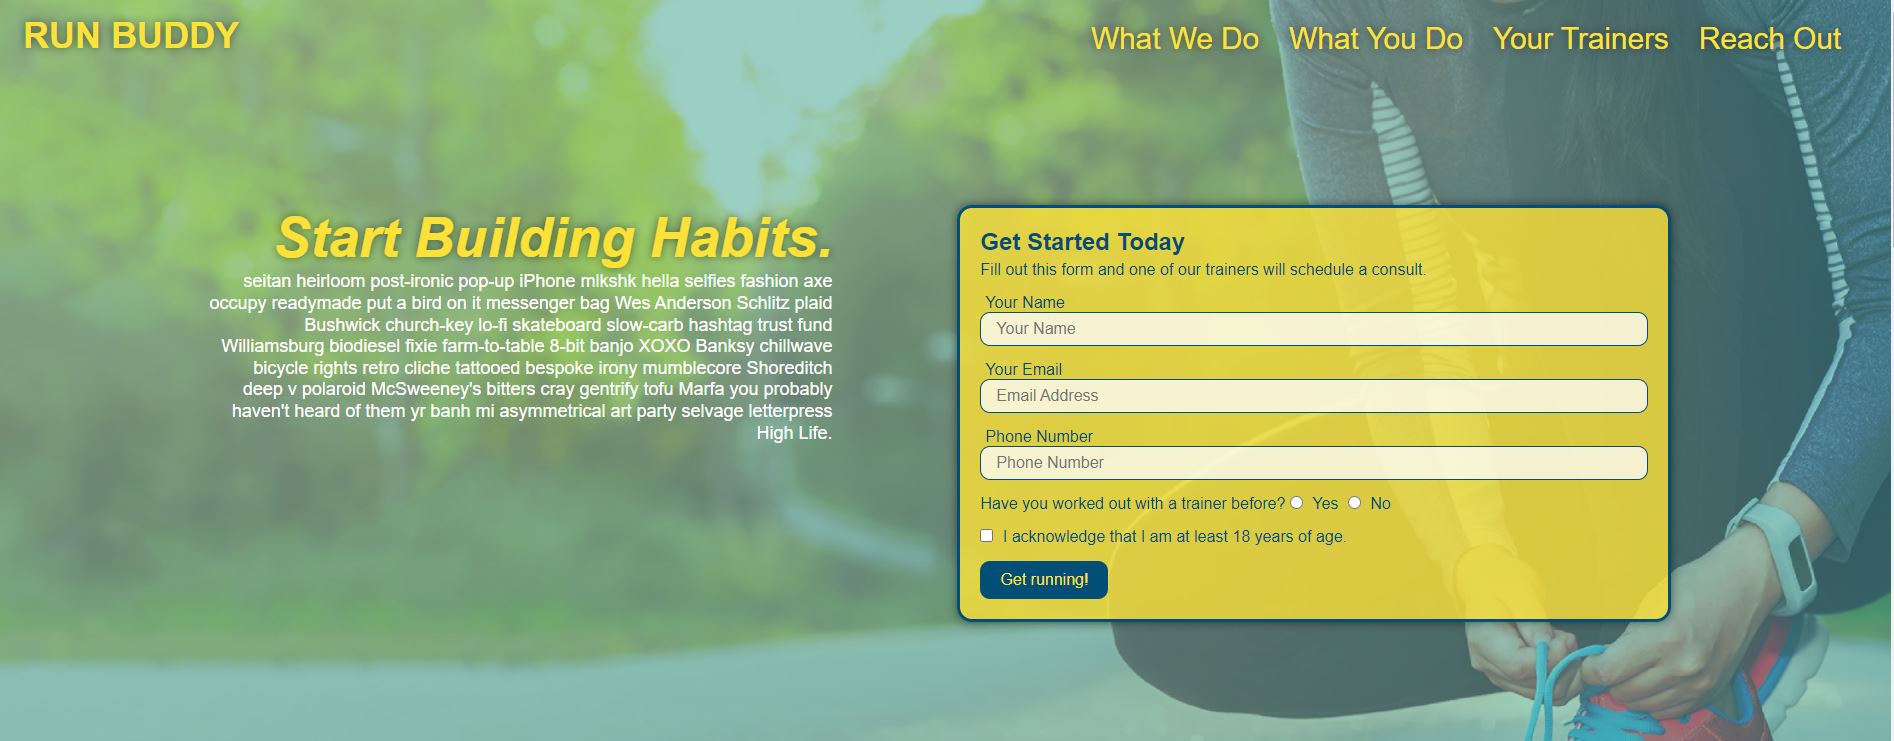 RUN BUDDY
What We Do What You Do Your Trainers Reach Out
Start Building Habits.
seitan heirloom post-ironic pop-up iPhone mlkshk hella selfies fashion axe
occupy readymade put a bird on it messenger bag Wes Anderson Schlitz plaid
Bushwick church-key lo-fi skateboard slow-carb hashtag trust fund
Williamsburg biodiesel fixie farm-to-table 8-bit banjo XOXO Banksy chillwave
bicycle rights retro cliche tattooed bespoke irony mumblecore Shoreditch
deep v polaroid McSweeney's bitters cray gentrify tofu Marfa you probably
haven't heard of them yr banh mi asymmetrical art party selvage letterpress
High Life.
Get Started Today
Fill out this form and one of our trainers will schedule a consult.
Your Name
Your Name
Your Email
Email Address
Phone Number
Phone Number
Have you worked out with a trainer before? Yes No
I acknowledge that I am at least 18 years of age.
Get running!